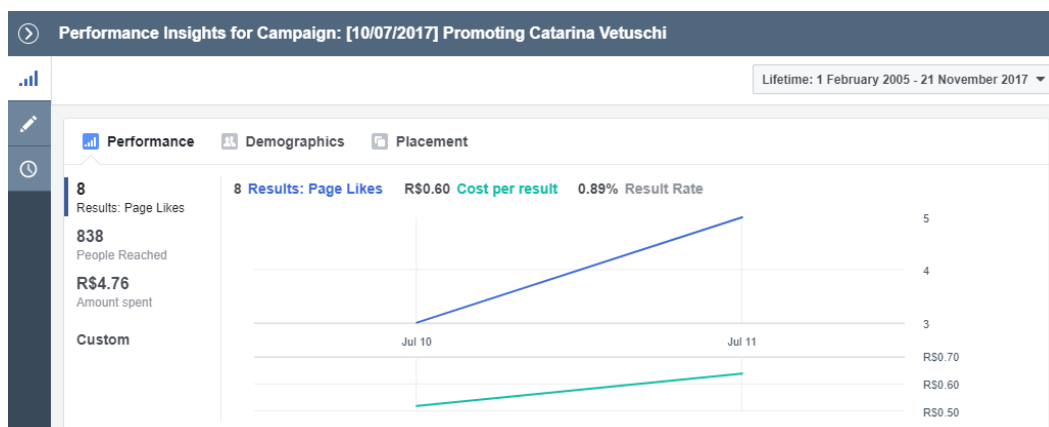 Performance Insights for Campaign: [10/07/2017] Promoting Catarina Vetuschi
Lifetime: 1 February 2005 - 21 November 2017
Performance Demographics Placement
8
Results: Page Likes
838
People Reached
R$4.76
Amount spent
Custom
8 Results: Page Likes R$0.60 Cost per result 0.89% Result Rate
5
4
3
Jul 10 Jul 11
R$0.70
R$0.60
R$0.50